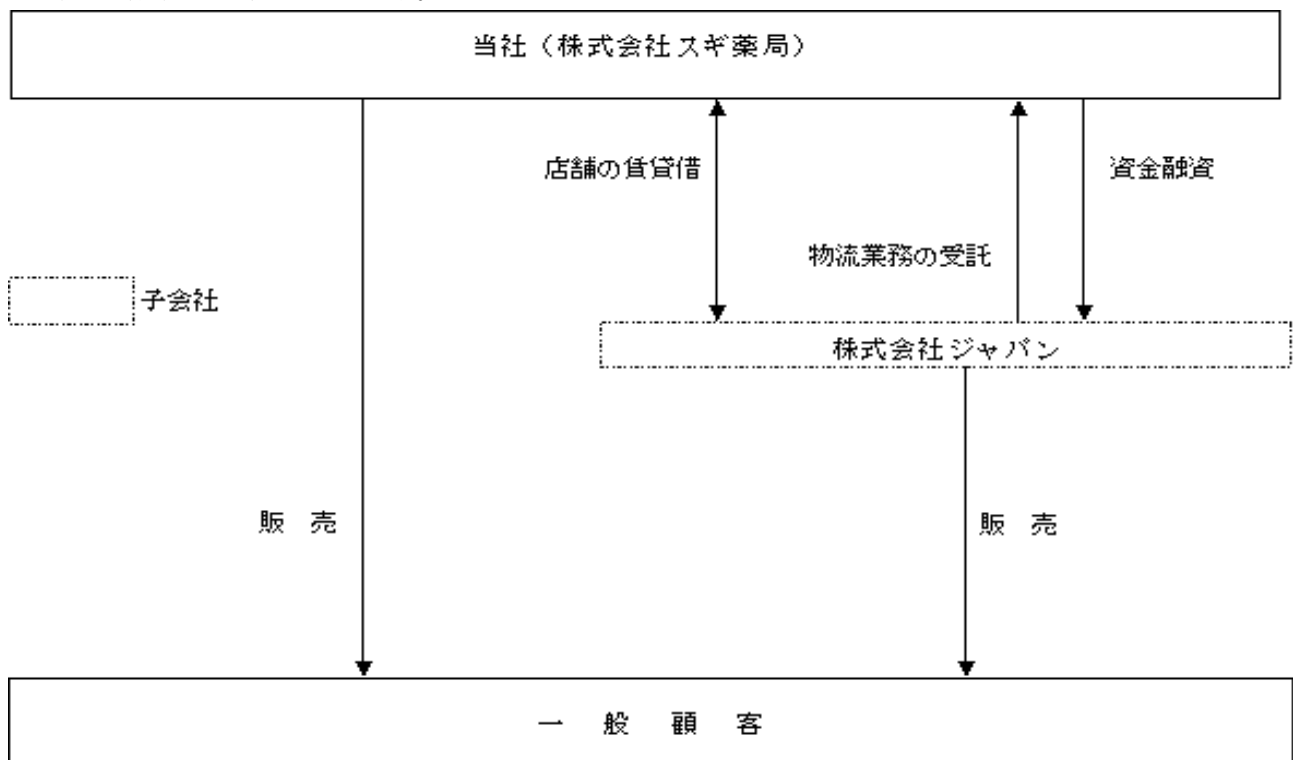 当社（株式会社スギ薬局）
店舗の賃貸借
資金融資
物流業務の受託
子会社
株式会社ジャパン
販 売
販 売
一 般 顧 客